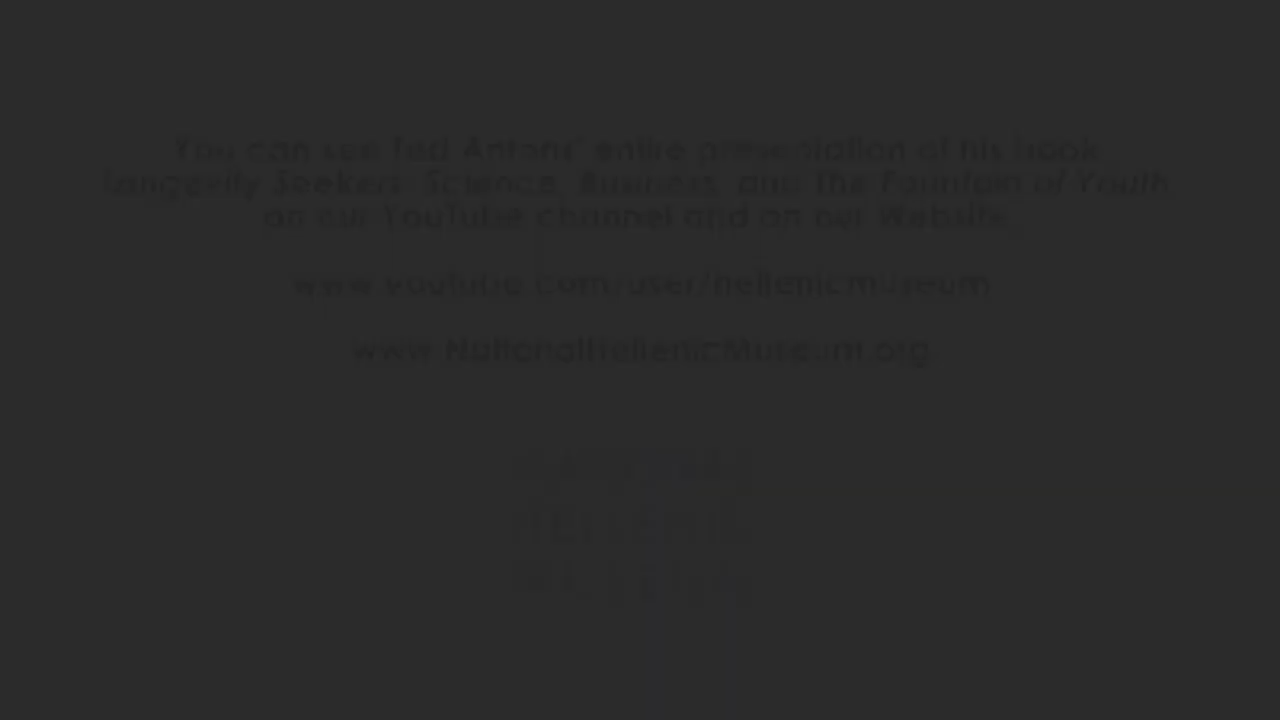 You can see Ted Anton's entire presentation of his book
Longevity Seekers: Science, Business, and the Fountain of Youth
on our YouTube channel and on our Website.
www.youtube.com/user/hellenicmuseum
www.NationalHellenicMuseum.org
NATIONAL
HELLENIC
MUSEUM